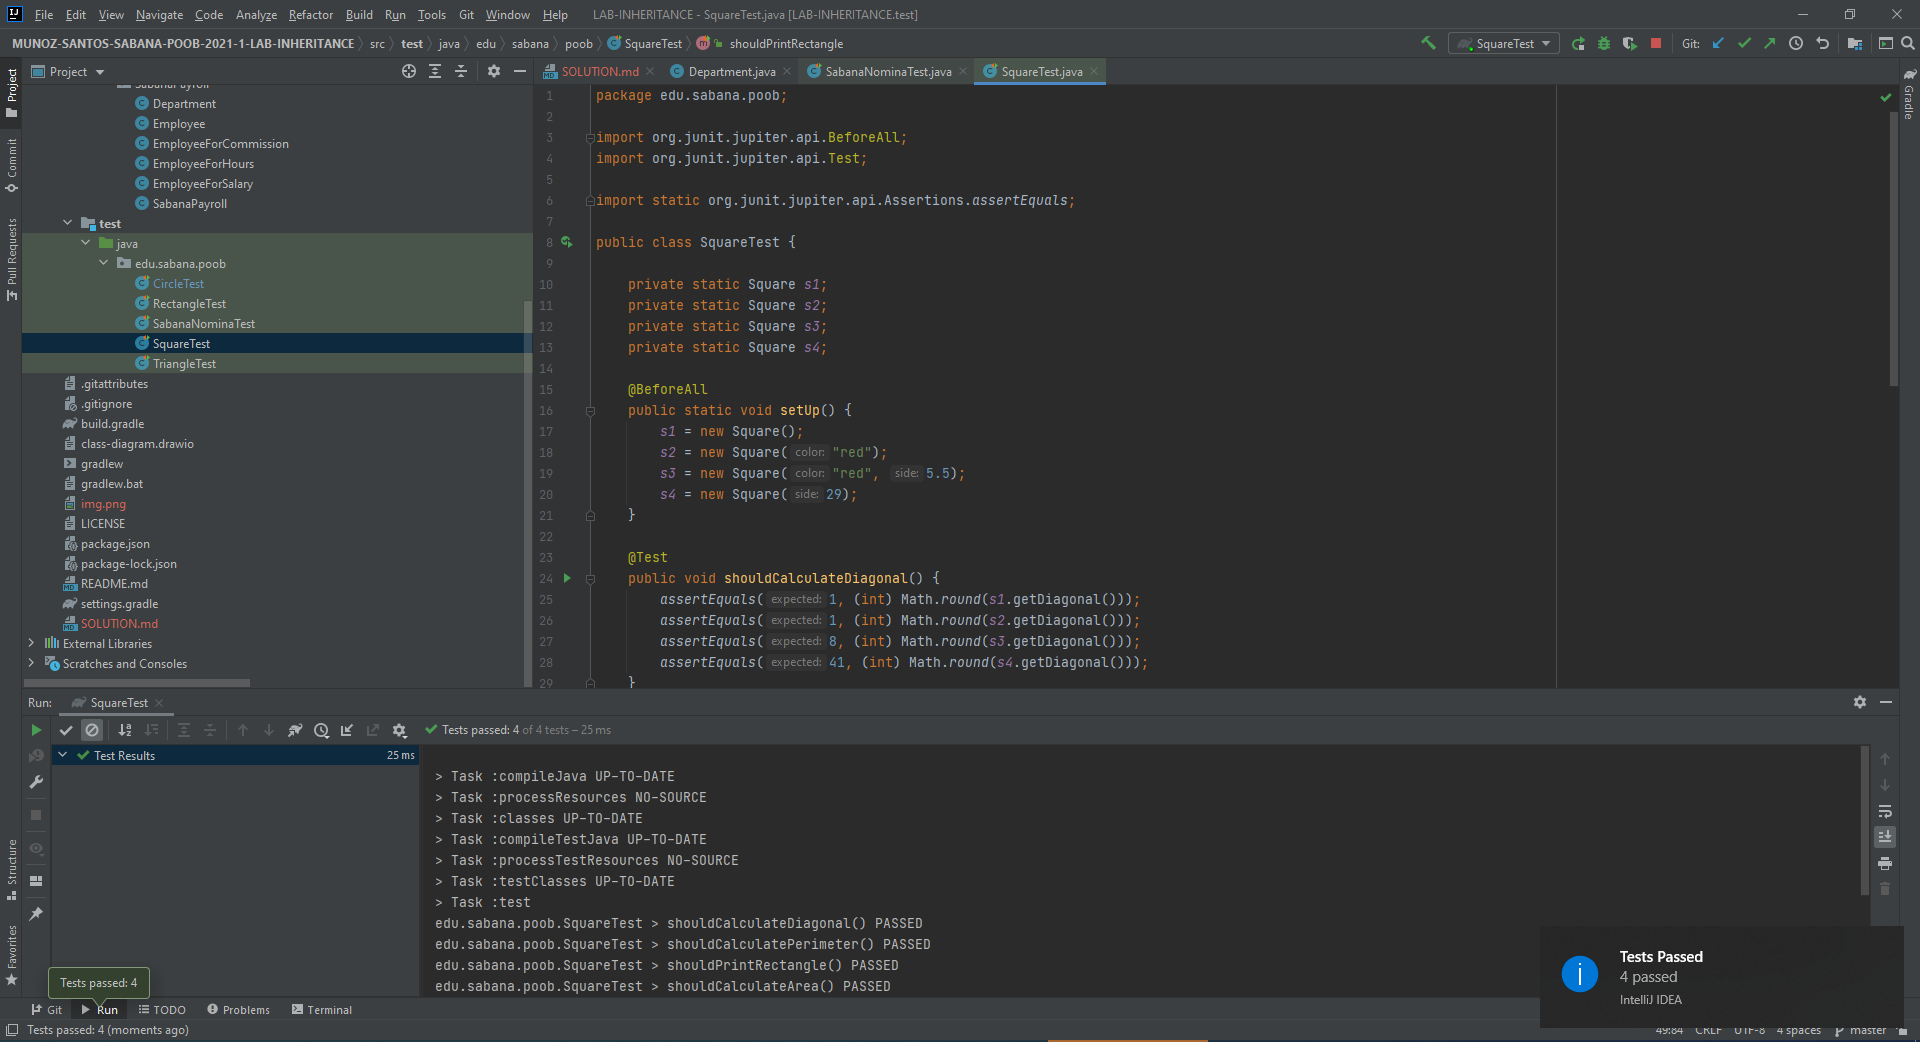 File Edit View Navigate Code Analyze Refactor Build Run Tools Git Window Help LAB-INHERITANCE - SquareTest.java [LAB-INHERITANCE.test]
MUNOZ-SANTOS-SABANA-POOB-2021-1-LAB-INHERITANCE src test java edu sabana poob SquareTest shouldPrintRectangle SquareTest Git:
Project
SOLUTION.md Department.java SabanaNominaTest.java SquareTest.java
Project
Commit
Pull Requests
Structure
Favorites
Gradle
SabanaPayroll
Department
Employee
EmployeeForCommission
EmployeeForHours
EmployeeForSalary
SabanaPayroll
test
java
edu.sabana.poob
CircleTest
RectangleTest
SabanaNominaTest
SquareTest
TriangleTest
.gitattributes
.gitignore
build.gradle
class-diagram.drawio
gradlew
gradlew.bat
img.png
LICENSE
package.json
package-lock.json
README.md
settings.gradle
SOLUTION.md
External Libraries
Scratches and Consoles
1 package edu.sabana.poob;
2
3 import org.junit.jupiter.api.BeforeAll;
4 import org.junit.jupiter.api.Test;
5
6 import static org.junit.jupiter.api.Assertions.assertEquals;
7
8 public class SquareTest {
9
10 private static Square s1;
11 private static Square s2;
12 private static Square s3;
13 private static Square s4;
14
15 @BeforeAll
16 public static void setUp() {
17 s1 = new Square();
18 s2 = new Square( color: "red");
19 s3 = new Square( color: "red", side: 5.5);
20 s4 = new Square( side: 29);
21 }
22
23 @Test
24 public void shouldCalculateDiagonal() {
25 assertEquals( expected: 1, (int) Math.round(s1.getDiagonal()));
26 assertEquals( expected: 1, (int) Math.round(s2.getDiagonal()));
27 assertEquals( expected: 8, (int) Math.round(s3.getDiagonal()));
28 assertEquals( expected: 41, (int) Math.round(s4.getDiagonal()));
29 }
Run: SquareTest
Tests passed: 4 of 4 tests – 25 ms
Test Results 25 ms
> Task :compileJava UP-TO-DATE
> Task :processResources NO-SOURCE
> Task :classes UP-TO-DATE
> Task :compileTestJava UP-TO-DATE
> Task :processTestResources NO-SOURCE
> Task :testClasses UP-TO-DATE
> Task :test
edu.sabana.poob.SquareTest > shouldCalculateDiagonal() PASSED
edu.sabana.poob.SquareTest > shouldCalculatePerimeter() PASSED
edu.sabana.poob.SquareTest > shouldPrintRectangle() PASSED
edu.sabana.poob.SquareTest > shouldCalculateArea() PASSED
Tests passed: 4
Tests Passed
4 passed
IntelliJ IDEA
Git Run TODO Problems Terminal
Tests passed: 4 (moments ago) 49:84 CRLF UTF-8 4 spaces master